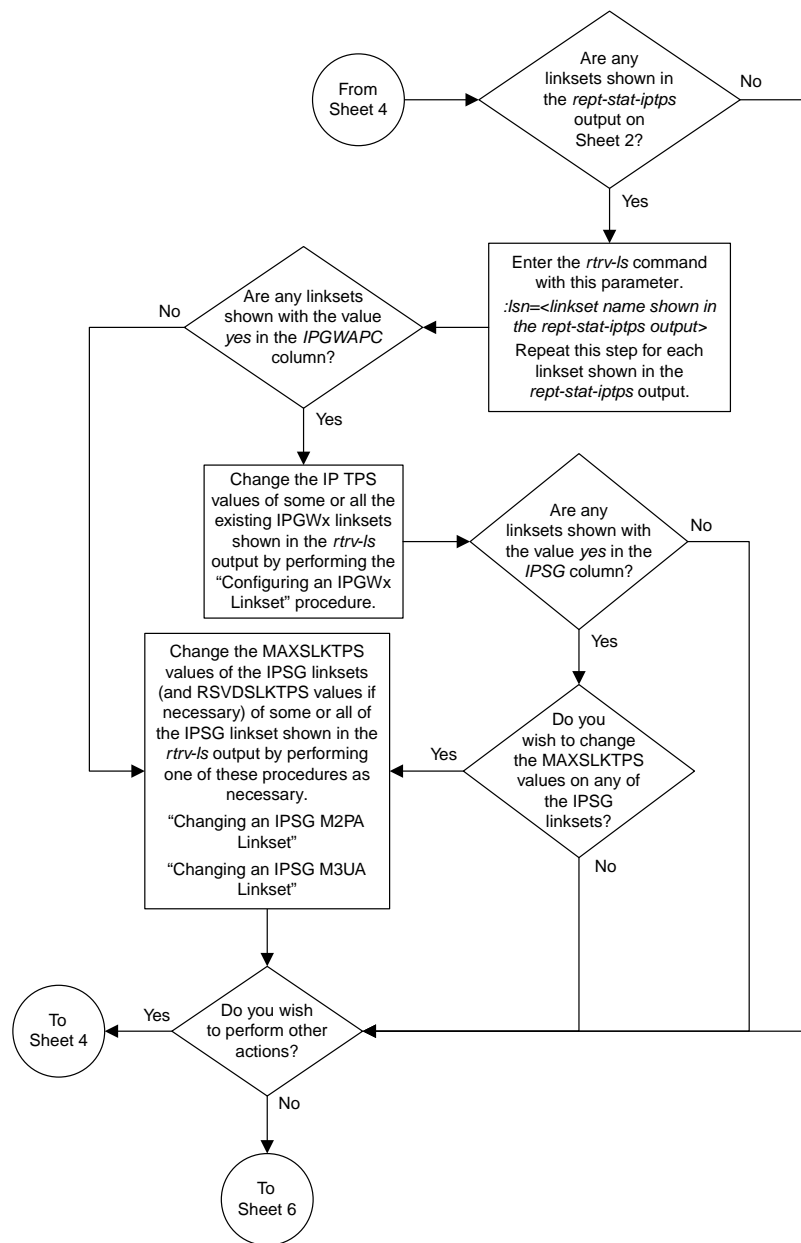 From
Sheet 4
Are any
linksets shown in
the rept-stat-iptps
output on
Sheet 2?
No
Yes
Enter the rtrv-ls command
with this parameter.
:lsn=<linkset name shown in
the rept-stat-iptps output>
Repeat this step for each
linkset shown in the
rept-stat-iptps output.
Are any linksets
shown with the value
yes in the IPGWAPC
column?
No
Yes
Change the IP TPS
values of some or all the
existing IPGWx linksets
shown in the rtrv-ls
output by performing the
“Configuring an IPGWx
Linkset” procedure.
Are any
linksets shown with
the value yes in the
IPSG column?
No
Yes
Do you
wish to change
the MAXSLKTPS
values on any of
the IPSG
linksets?
Yes
No
Change the MAXSLKTPS
values of the IPSG linksets
(and RSVDSLKTPS values if
necessary) of some or all of
the IPSG linkset shown in the
rtrv-ls output by performing
one of these procedures as
necessary.
“Changing an IPSG M2PA
Linkset”
“Changing an IPSG M3UA
Linkset”
Do you wish
to perform other
actions?
Yes
To
Sheet 4
No
To
Sheet 6